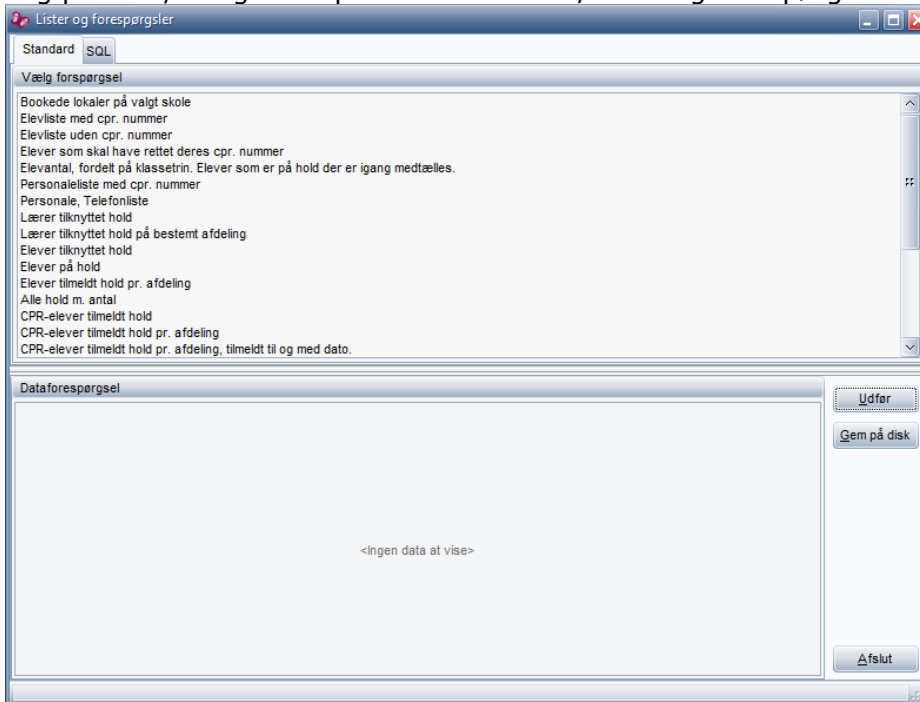 Lister og forespørgsler
Standard SQL
Vælg forspørgsel
Bookede lokaler på valgt skole
Elevliste med cpr. nummer
Elevliste uden cpr. nummer
Elever som skal have rettet deres cpr. nummer
Elevantal, fordelt på klassetrin. Elever som er på hold der er igang medtælles.
Personaleliste med cpr. nummer
Personale, Telefonliste
Lærer tilknyttet hold
Lærer tilknyttet hold på bestemt afdeling
Elever tilknyttet hold
Elever på hold
Elever tilmeldt hold pr. afdeling
Alle hold m. antal
CPR-elever tilmeldt hold
CPR-elever tilmeldt hold pr. afdeling
CPR-elever tilmeldt hold pr. afdeling, tilmeldt til og med dato.
Dataforespørgsel
Udfør
Gem på disk
<Ingen data at vise>
Afslut